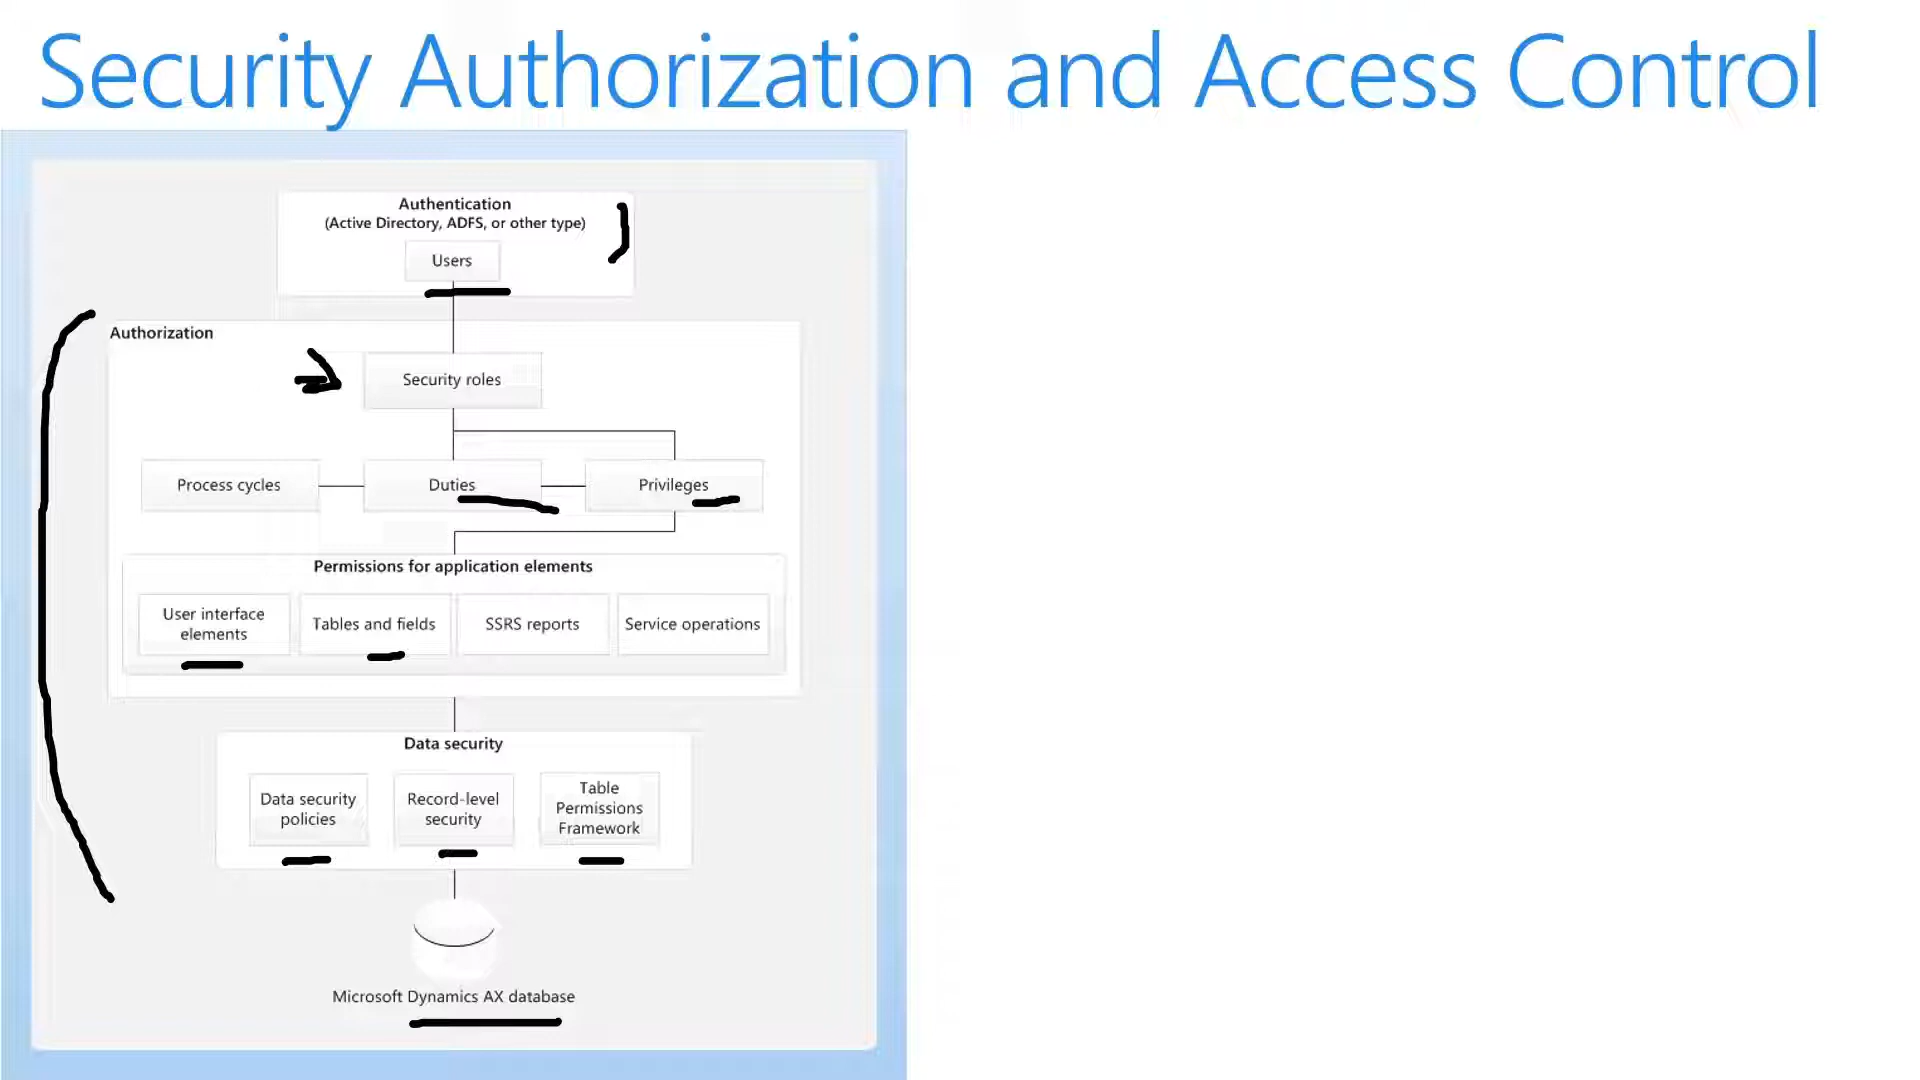 Security Authorization and Access Control
Authentication
(Active Directory, ADFS, or other type)
Users
Authorization
Security roles
Process cycles
Duties
Privileges
Permissions for application elements
User interface
elements
Tables and fields
SSRS reports
Service operations
Data security
Data security
policies
Record-level
security
Table
Permissions
Framework
Microsoft Dynamics AX database